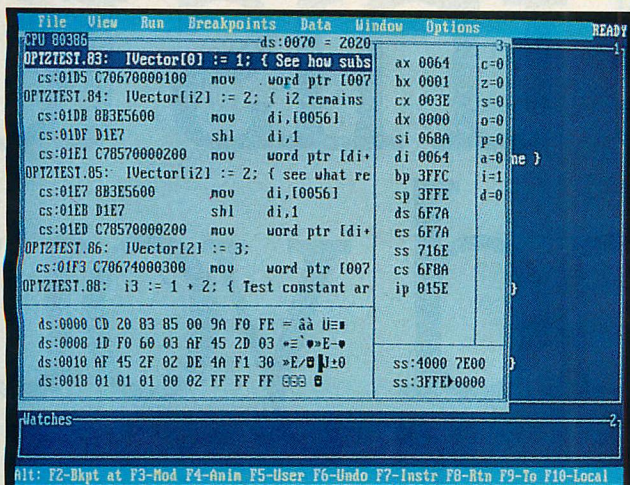 File View Run Breakpoints Data Window Options READY
CPU 80386 ds:0070 = 2020 3
OPTZTEST.83: IVector[0] := 1; { See how subs
cs:01D5 C70670000100 mov word ptr [007
OPTZTEST.84: IVector[i2] := 2; { i2 remains
cs:01DB 8B3E5600 mov di,[0056]
cs:01DF D1E7 shl di,1
cs:01E1 C78570000200 mov word ptr [di+
OPTZTEST.85: IVector[i2] := 2; { see what re
cs:01E7 8B3E5600 mov di,[0056]
cs:01EB D1E7 shl di,1
cs:01ED C78570000200 mov word ptr [di+
OPTZTEST.86: IVector[2] := 3;
cs:01F3 C70674000300 mov word ptr [007
OPTZTEST.88: i3 := 1 + 2; { Test constant ar
ax 0064 c=0
bx 0001 z=0
cx 003E s=0
dx 0000 o=0
si 068A p=0
di 0064 a=0
bp 3FFC i=1
sp 3FFE d=0
ds 6F7A
es 6F7A
ss 716E
cs 6F8A
ip 015E
1
me }
}
}
ds:0000 CD 20 83 85 00 9A F0 FE = âà Ü≡■
ds:0008 1D F0 60 03 AF 45 2D 03
ds:0010 AF 45 2F 02 DE 4A F1 30
ds:0018 01 01 01 00 02 FF FF FF
ss:4000 7E00
ss:3FFE►0000
Watches 2
Alt: F2-Bkpt at F3-Mod F4-Anim F5-User F6-Undo F7-Instr F8-Rtn F9-To F10-Local